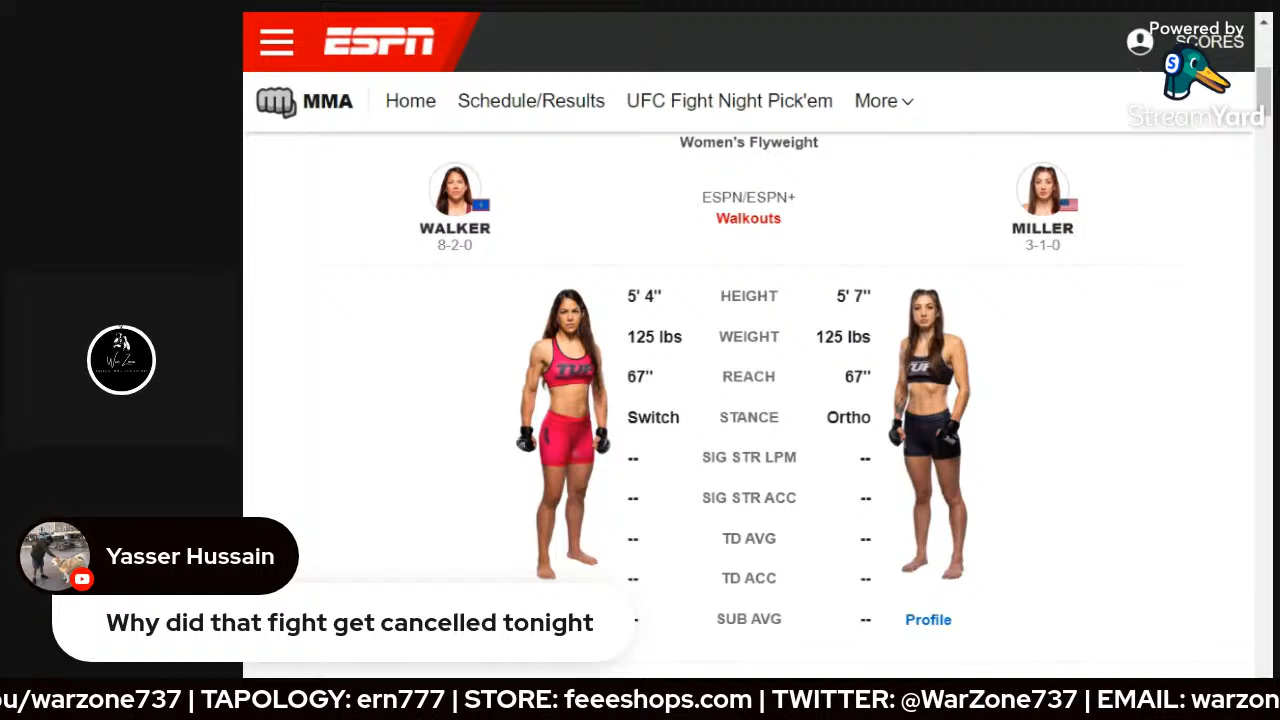 ESPN
Powered by
SCORES
S
StreamYard
MMA
Home
Schedule/Results
UFC Fight Night Pick'em
More
Women's Flyweight
WALKER
8-2-0
ESPN/ESPN+
Walkouts
MILLER
3-1-0
5' 4" HEIGHT 5' 7"
125 lbs WEIGHT 125 lbs
67" REACH 67"
Switch STANCE Ortho
-- SIG STR LPM --
-- SIG STR ACC --
-- TD AVG --
-- TD ACC --
- SUB AVG -- Profile
TUF
War Zone
Yasser Hussain
Why did that fight get cancelled tonight
ou/warzone737 | TAPOLOGY: ern777 | STORE: feeeshops.com | TWITTER: @WarZone737 | EMAIL: warzon